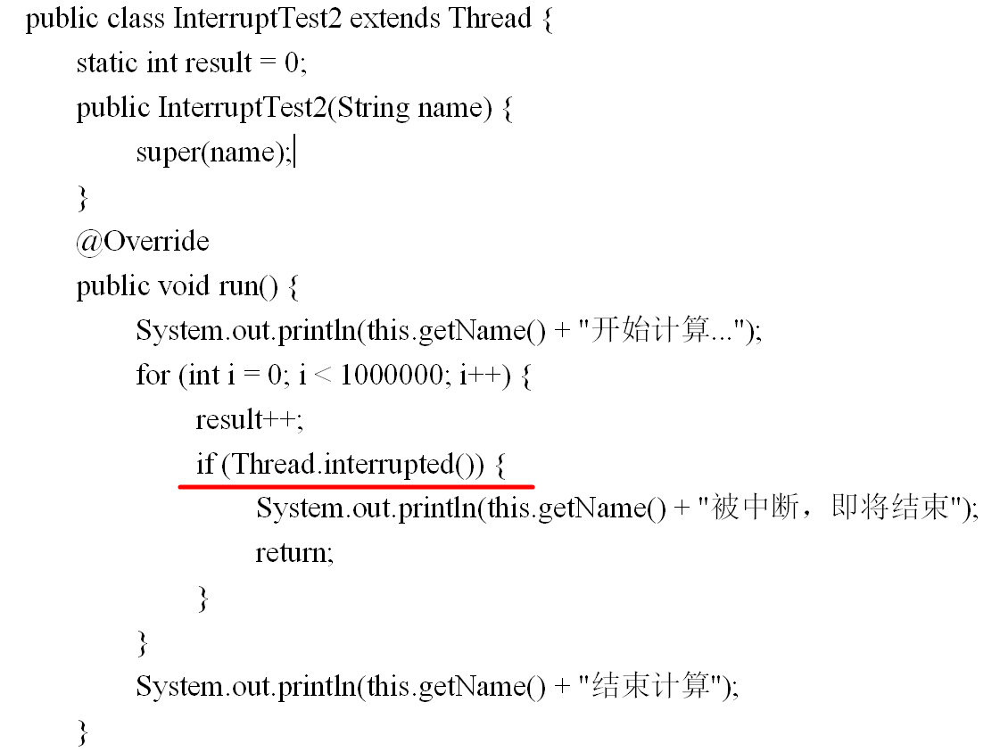 public class InterruptTest2 extends Thread {
static int result = 0;
public InterruptTest2(String name) {
super(name);
}
@Override
public void run() {
System.out.println(this.getName() + "开始计算...");
for (int i = 0; i < 1000000; i++) {
result++;
if (Thread.interrupted()) {
System.out.println(this.getName() + "被中断，即将结束");
return;
}
}
System.out.println(this.getName() + "结束计算");
}